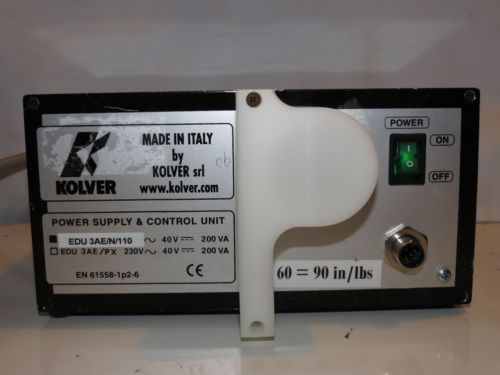 KOLVER
MADE IN ITALY
by
KOLVER srl
www.kolver.com
POWER SUPPLY & CONTROL UNIT
EDU 3AE/N/110 ~ 40V 200 VA
EDU 3AE/PX 230V ~ 40V 200 VA
EN 61558-1p2-6
CE
POWER
ON
OFF
60 = 90 in/lbs